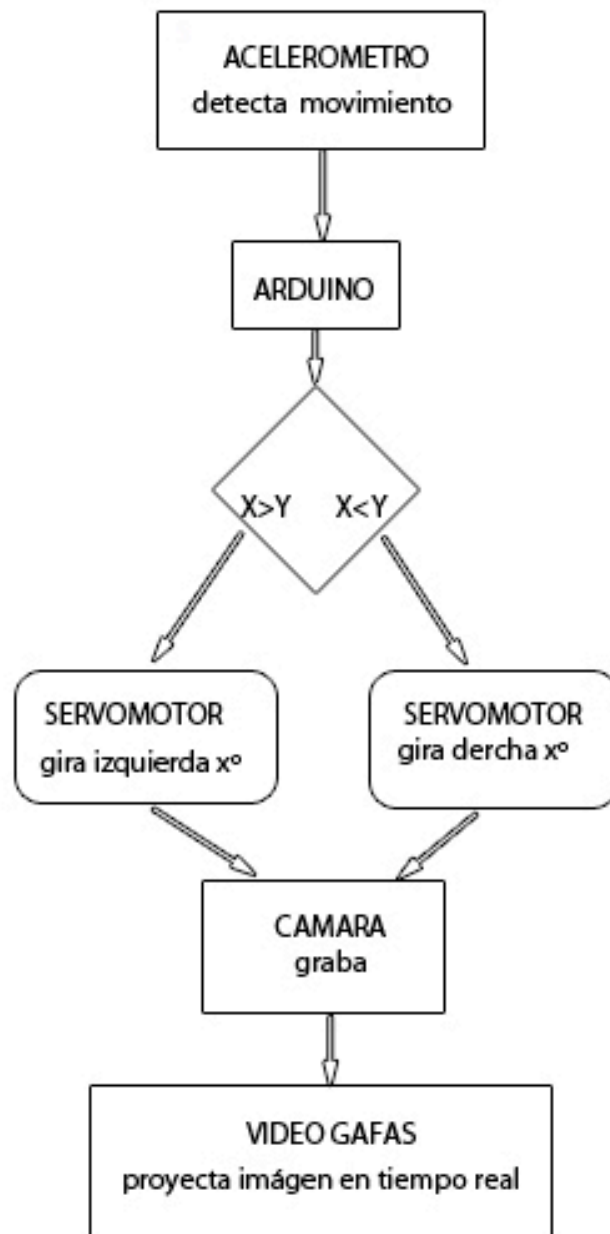 ACELEROMETRO
detecta movimiento
ARDUINO
X>Y X<Y
SERVOMOTOR
gira izquierda xº
SERVOMOTOR
gira dercha xº
CAMARA
graba
VIDEO GAFAS
proyecta imágen en tiempo real